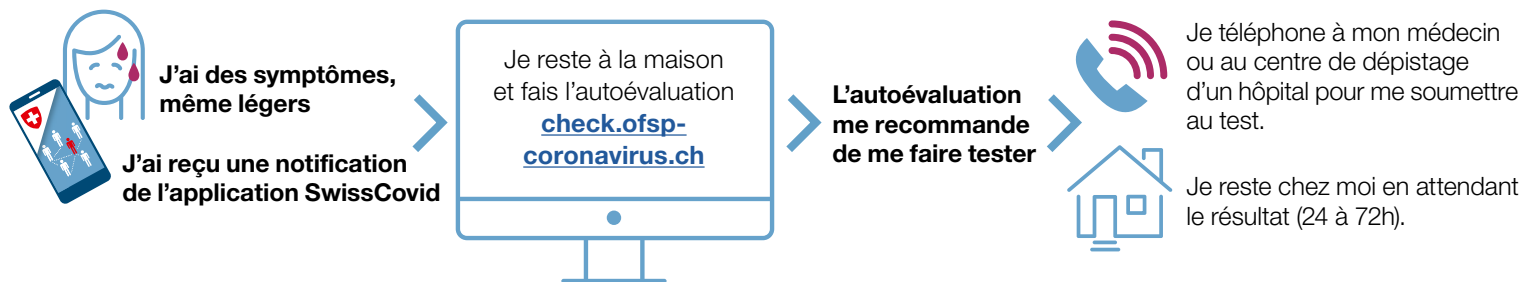 J’ai des symptômes,
même légers
J’ai reçu une notification
de l’application SwissCovid
Je reste à la maison
et fais l’autoévaluation
check.ofsp-
coronavirus.ch
L’autoévaluation
me recommande
de me faire tester
Je téléphone à mon médecin
ou au centre de dépistage
d’un hôpital pour me soumettre
au test.
Je reste chez moi en attendant
le résultat (24 à 72h).